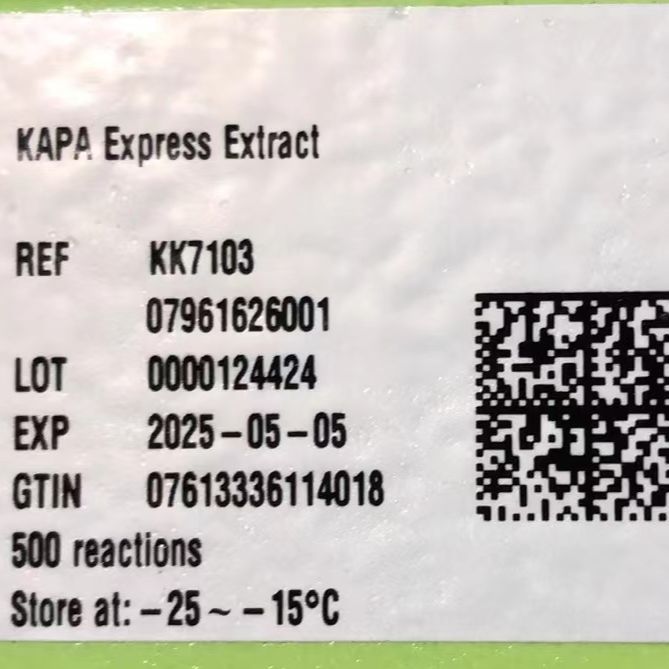 KAPA Express Extract
REF KK7103
07961626001
LOT 0000124424
EXP 2025-05-05
GTIN 07613336114018
500 reactions
Store at: -25 ~ -15°C